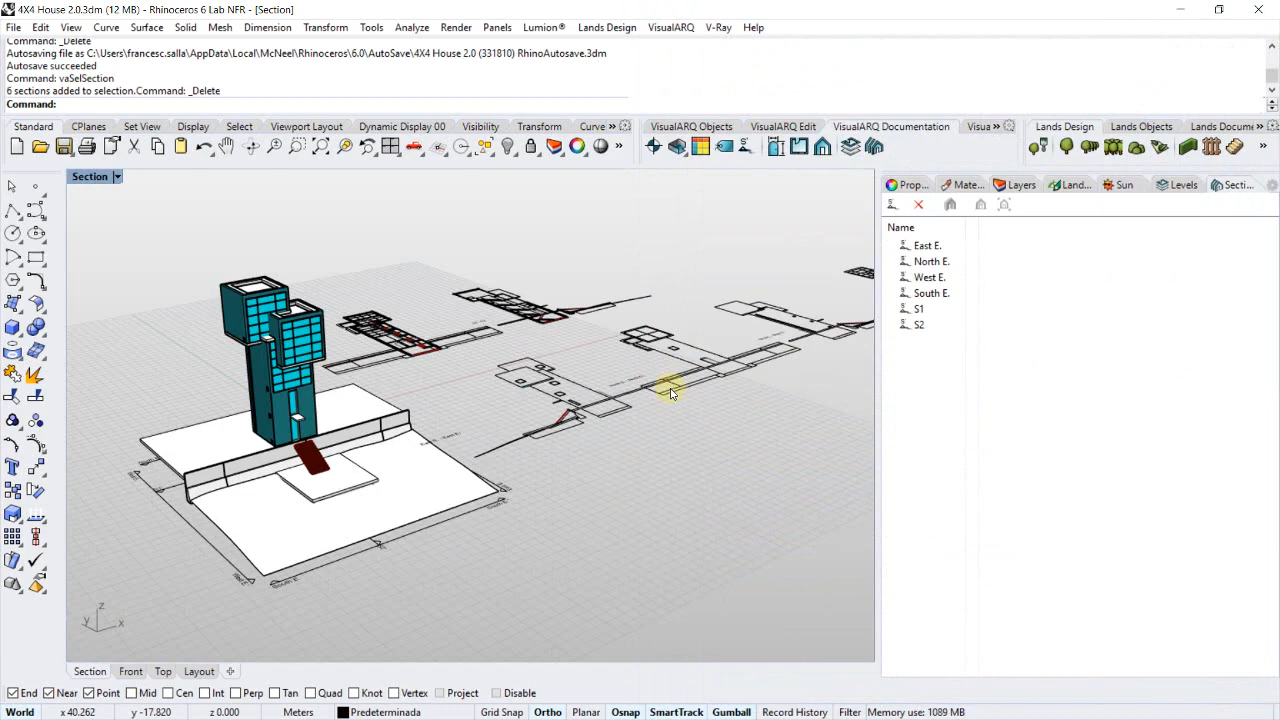 4X4 House 2.0.3dm (12 MB) - Rhinoceros 6 Lab NFR - [Section]
File Edit View Curve Surface Solid Mesh Dimension Transform Tools Analyze Render Panels Lumion® Lands Design VisualARQ V-Ray Help
Command: _Delete
Autosaving file as C:\Users\francesc.salla\AppData\Local\McNeel\Rhinoceros\6.0\AutoSave\4X4 House 2.0 (331810) RhinoAutosave.3dm
Autosave succeeded
Command: vaSelSection
6 sections added to selection.Command: _Delete
Command:
Standard CPlanes Set View Display Select Viewport Layout Dynamic Display 00 Visibility Transform Curve » VisualARQ Objects VisualARQ Edit VisualARQ Documentation Visua » Lands Design Lands Objects Lands Docume »
Section
Prop... Mate... Layers Land... Sun Levels Secti...
Name
East E.
North E.
West E.
South E.
S1
S2
z
y x
Section Front Top Layout
End Near Point Mid Cen Int Perp Tan Quad Knot Vertex Project Disable
World x 40.262 y -17.820 z 0.000 Meters Predeterminada Grid Snap Ortho Planar Osnap SmartTrack Gumball Record History Filter Memory use: 1089 MB